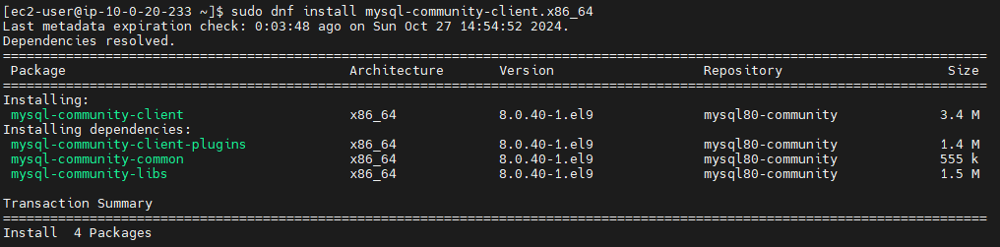 [ec2-user@ip-10-0-20-233 ~]$ sudo dnf install mysql-community-client.x86_64
Last metadata expiration check: 0:03:48 ago on Sun Oct 27 14:54:52 2024.
Dependencies resolved.
================================================================================================================================
Package Architecture Version Repository Size
================================================================================================================================
Installing:
mysql-community-client x86_64 8.0.40-1.el9 mysql80-community 3.4 M
Installing dependencies:
mysql-community-client-plugins x86_64 8.0.40-1.el9 mysql80-community 1.4 M
mysql-community-common x86_64 8.0.40-1.el9 mysql80-community 555 k
mysql-community-libs x86_64 8.0.40-1.el9 mysql80-community 1.5 M
Transaction Summary
================================================================================================================================
Install 4 Packages